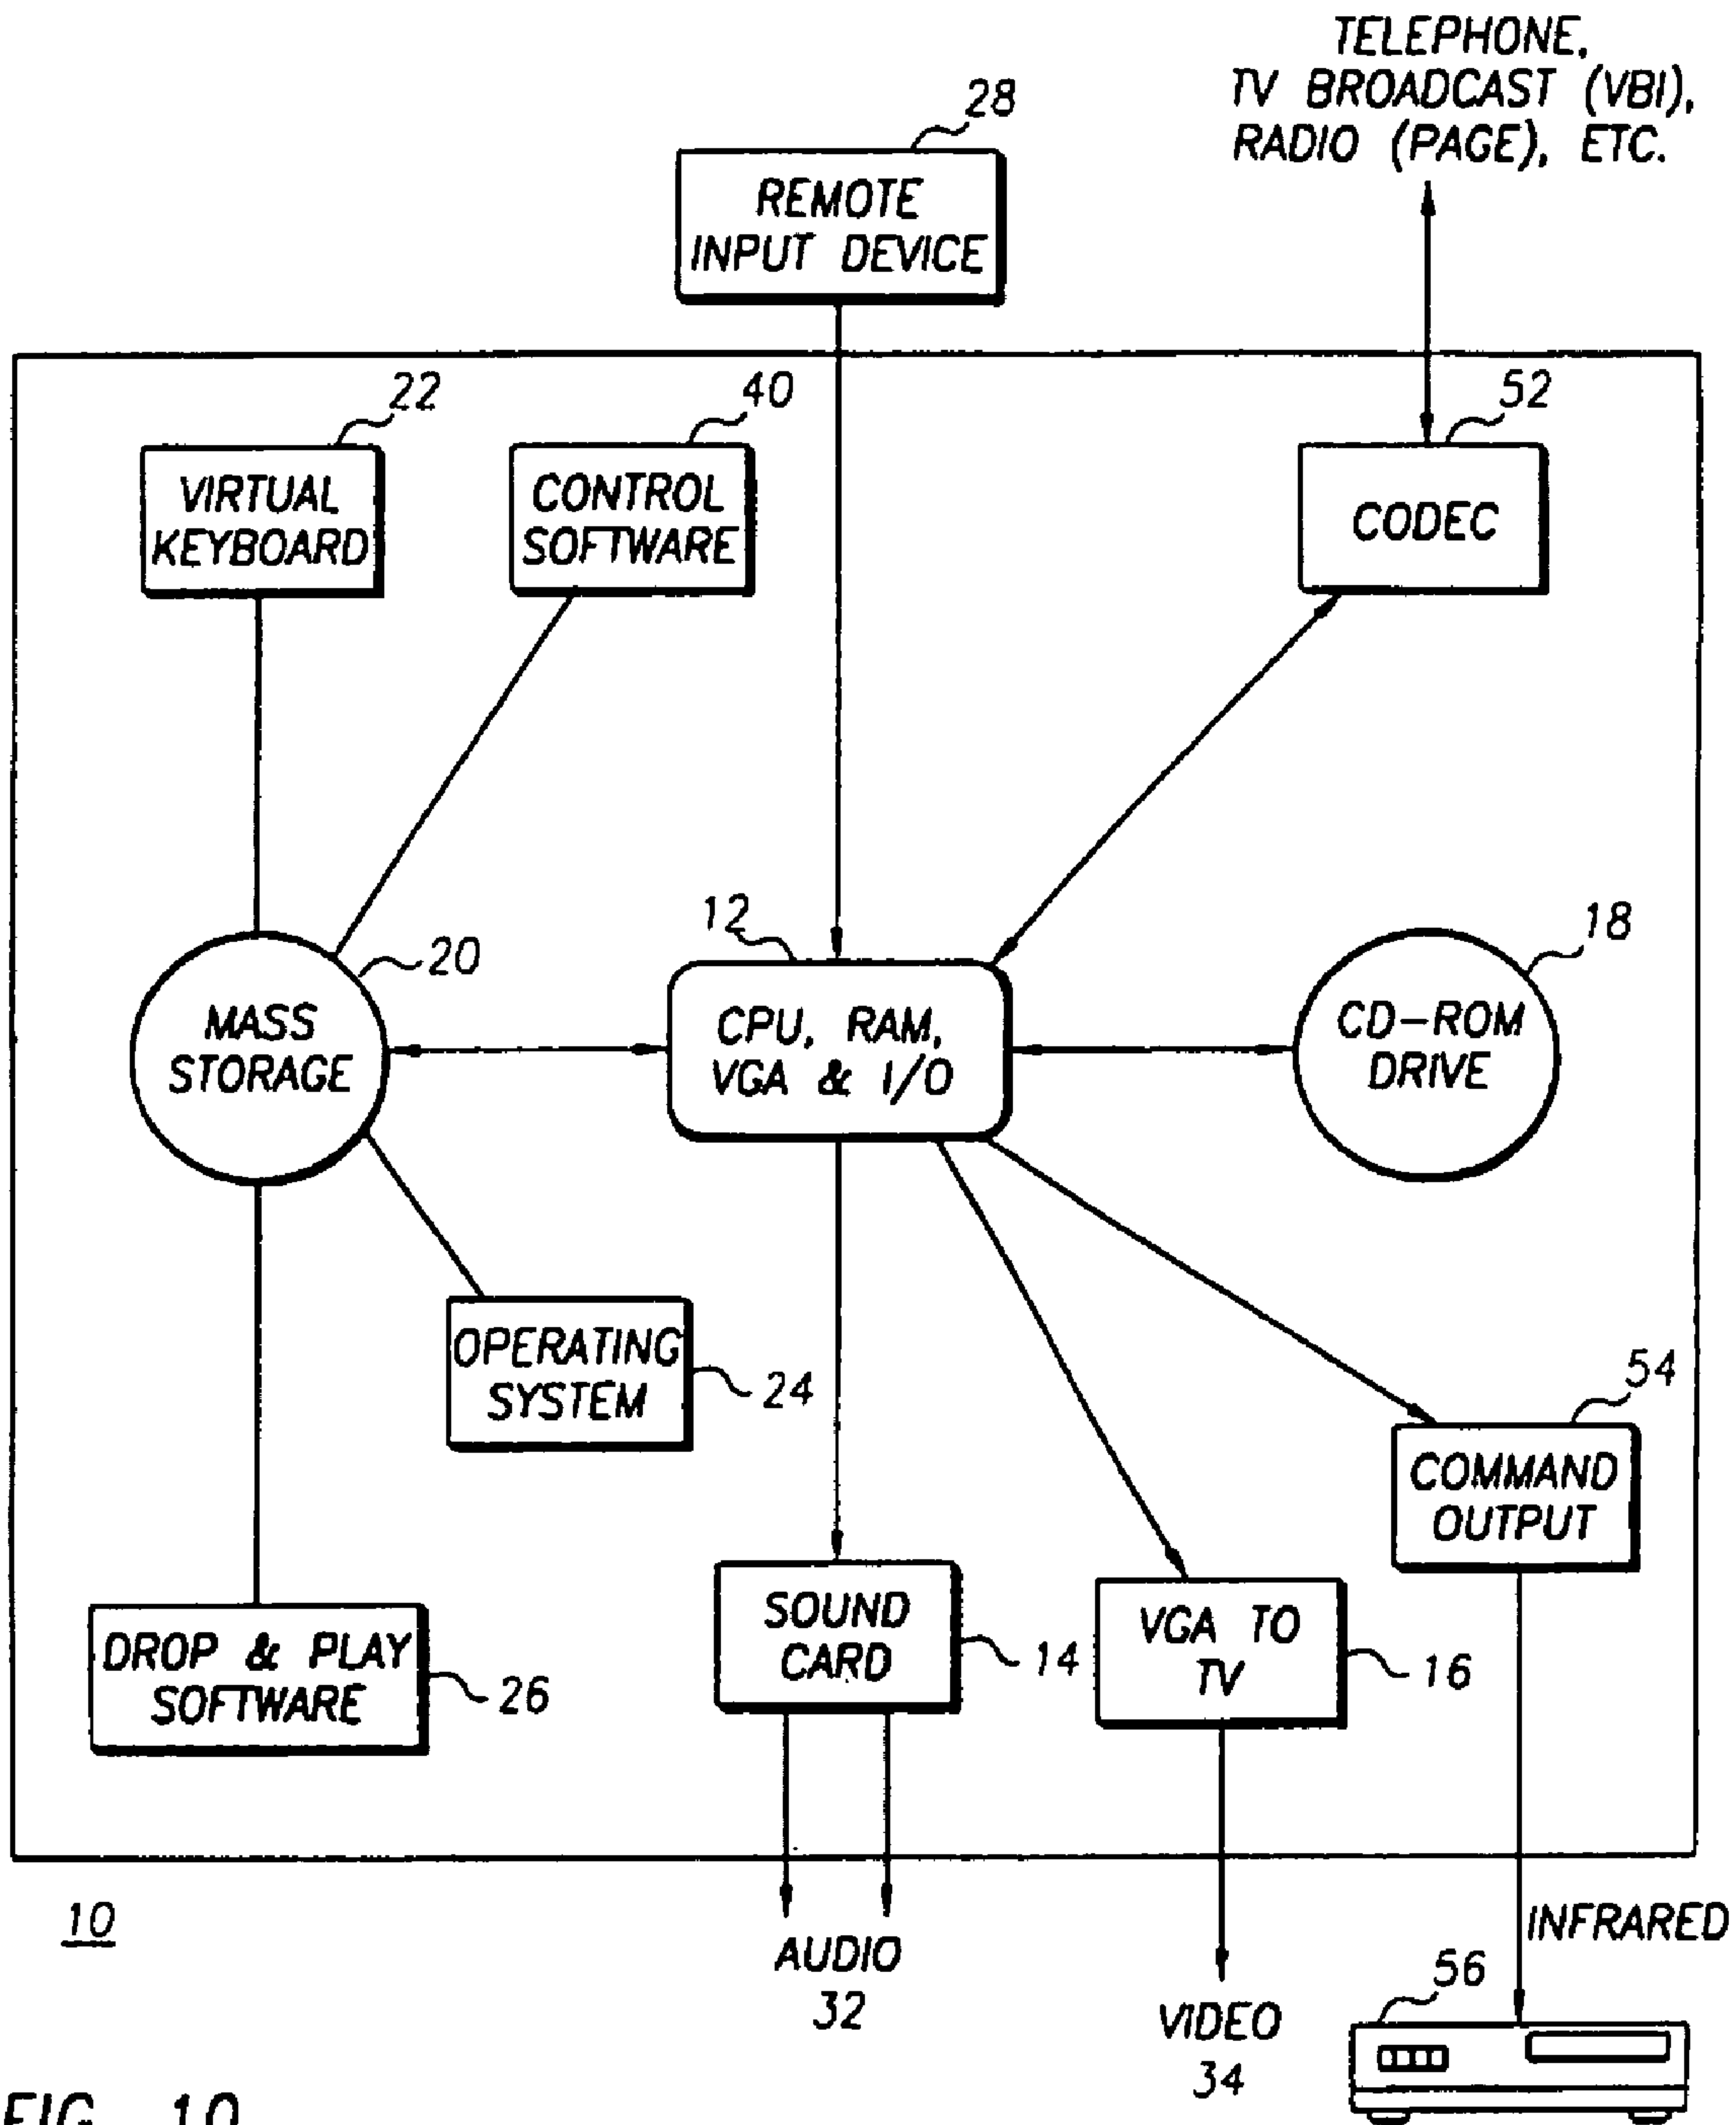 TELEPHONE,
TV BROADCAST (VBI),
RADIO (PAGE), ETC.
28
REMOTE
INPUT DEVICE
22
40
52
VIRTUAL
KEYBOARD
CONTROL
SOFTWARE
CODEC
12
18
20
MASS
STORAGE
CPU, RAM,
VGA & I/O
CD-ROM
DRIVE
OPERATING
SYSTEM
24
54
COMMAND
OUTPUT
DROP & PLAY
SOFTWARE
26
SOUND
CARD
14
VGA TO
TV
16
10
AUDIO
32
VIDEO
34
INFRARED
56
FIG. 10